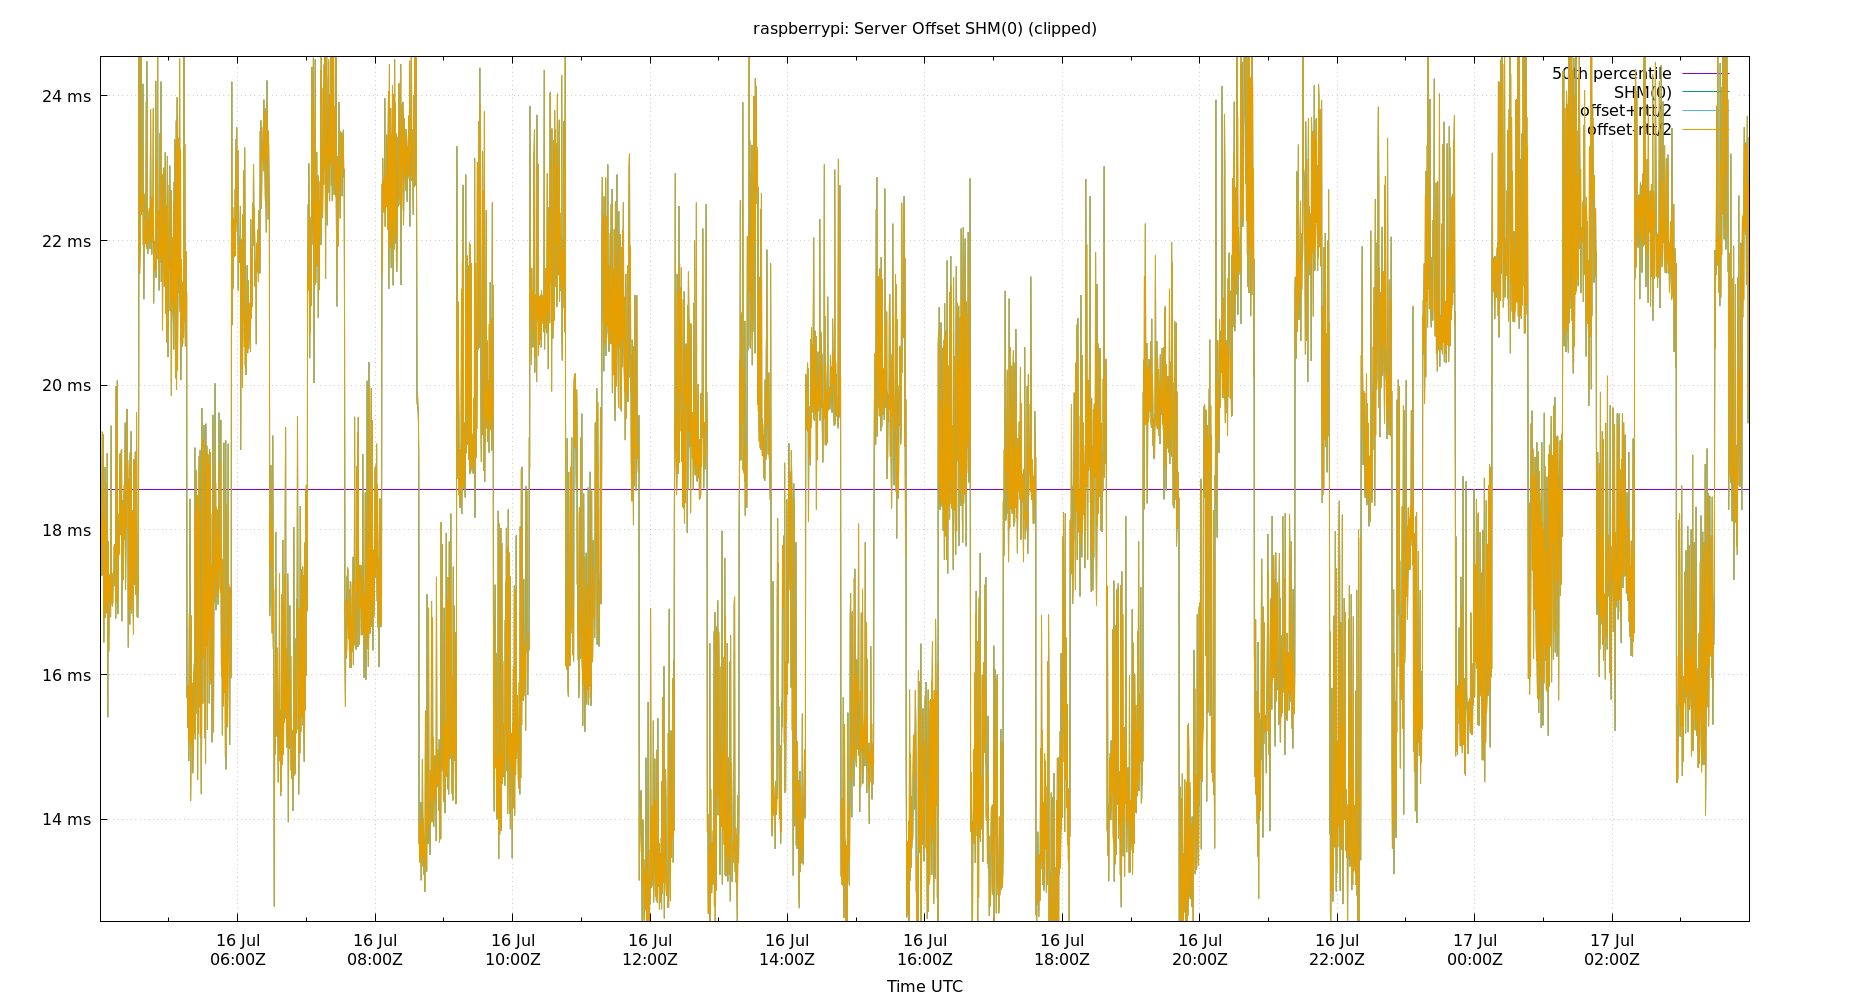 raspberrypi: Server Offset SHM(0) (clipped)
50th percentile
SHM(0)
offset+rtt/2
offset-rtt/2
24 ms
22 ms
20 ms
18 ms
16 ms
14 ms
16 Jul 16 Jul 16 Jul 16 Jul 16 Jul 16 Jul 16 Jul 16 Jul 16 Jul 17 Jul 17 Jul
06:00Z 08:00Z 10:00Z 12:00Z 14:00Z 16:00Z 18:00Z 20:00Z 22:00Z 00:00Z 02:00Z
Time UTC